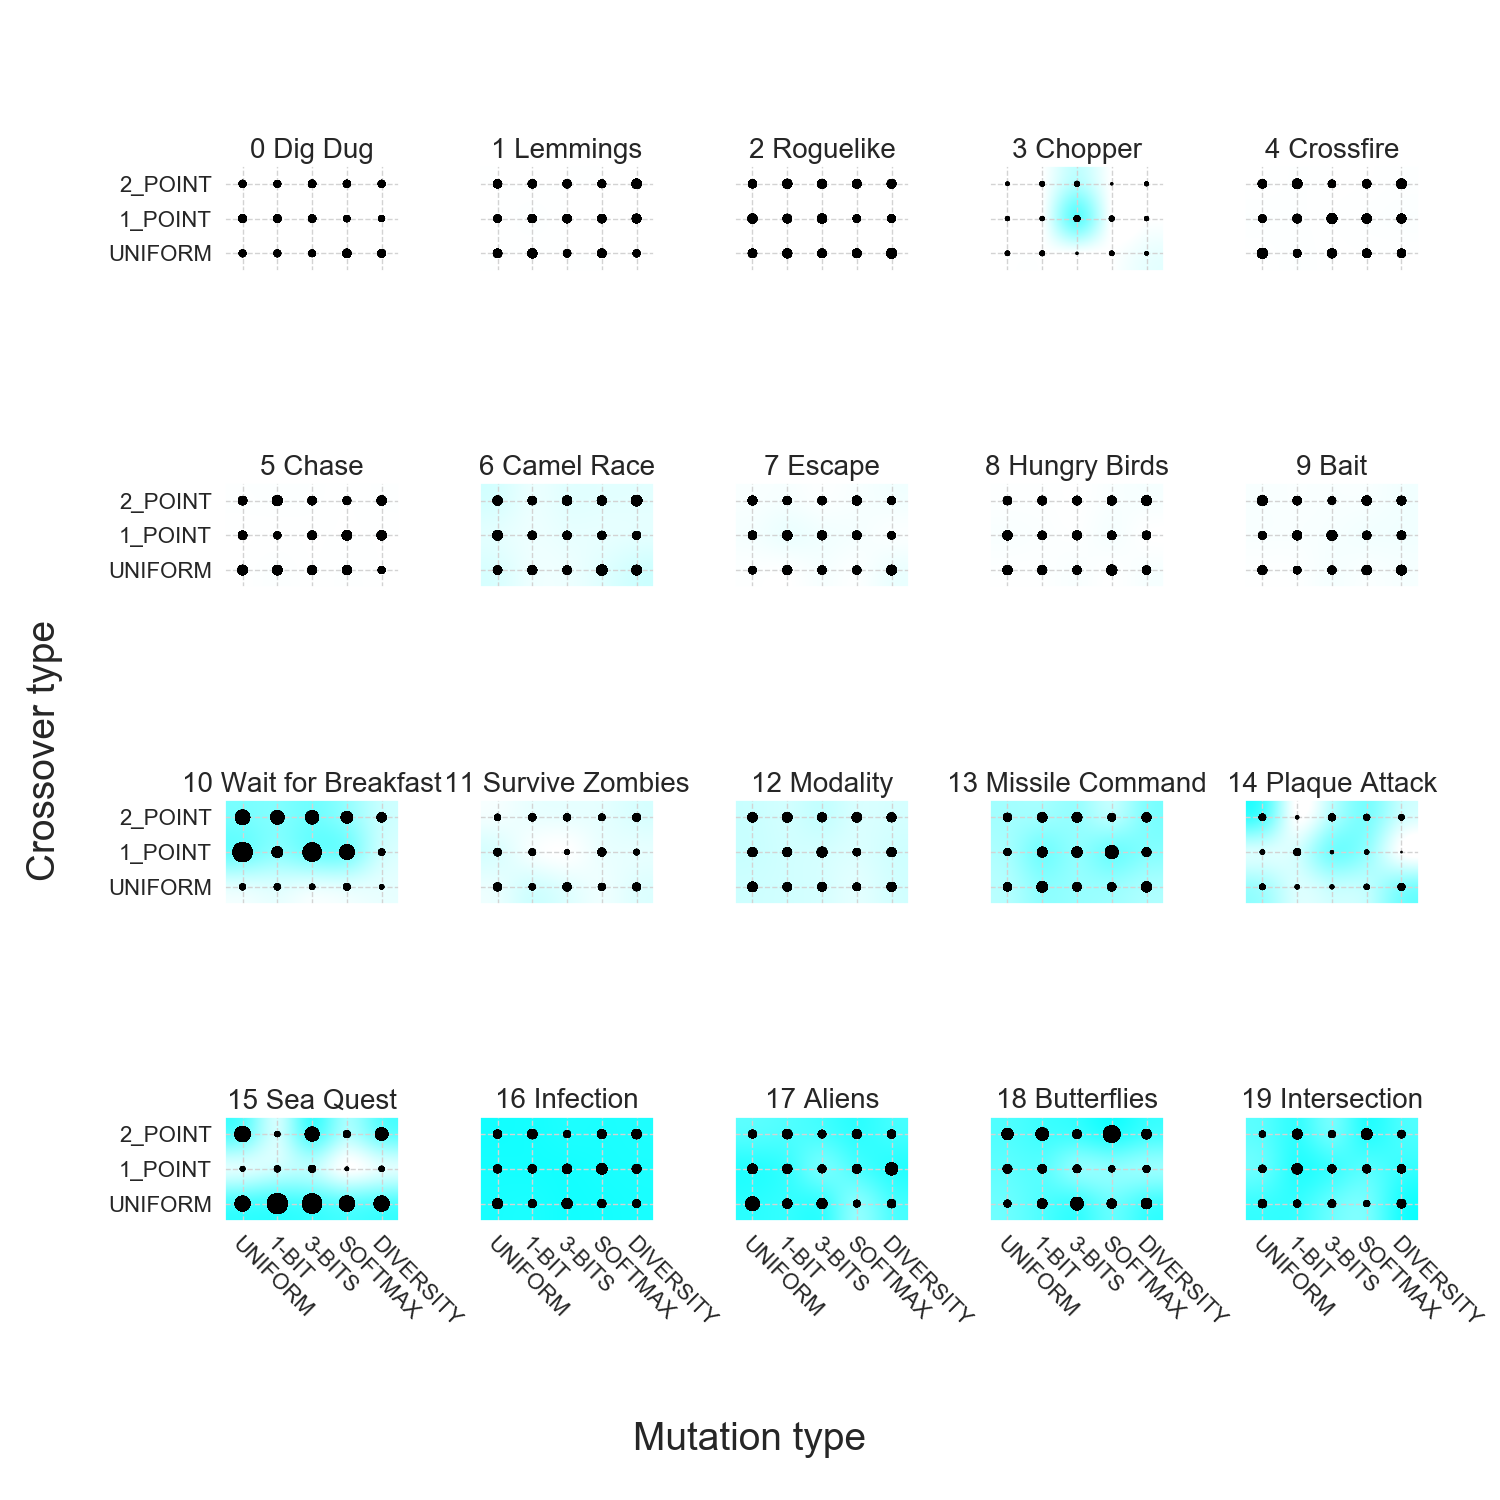 0 Dig Dug
1 Lemmings
2 Roguelike
3 Chopper
4 Crossfire
2_POINT
1_POINT
UNIFORM
5 Chase
6 Camel Race
7 Escape
8 Hungry Birds
9 Bait
2_POINT
1_POINT
UNIFORM
Crossover type
10 Wait for Breakfast
11 Survive Zombies
12 Modality
13 Missile Command
14 Plaque Attack
2_POINT
1_POINT
UNIFORM
15 Sea Quest
16 Infection
17 Aliens
18 Butterflies
19 Intersection
2_POINT
1_POINT
UNIFORM
UNIFORM
1-BIT
3-BITS
SOFTMAX
DIVERSITY
UNIFORM
1-BIT
3-BITS
SOFTMAX
DIVERSITY
UNIFORM
1-BIT
3-BITS
SOFTMAX
DIVERSITY
UNIFORM
1-BIT
3-BITS
SOFTMAX
DIVERSITY
UNIFORM
1-BIT
3-BITS
SOFTMAX
DIVERSITY
Mutation type